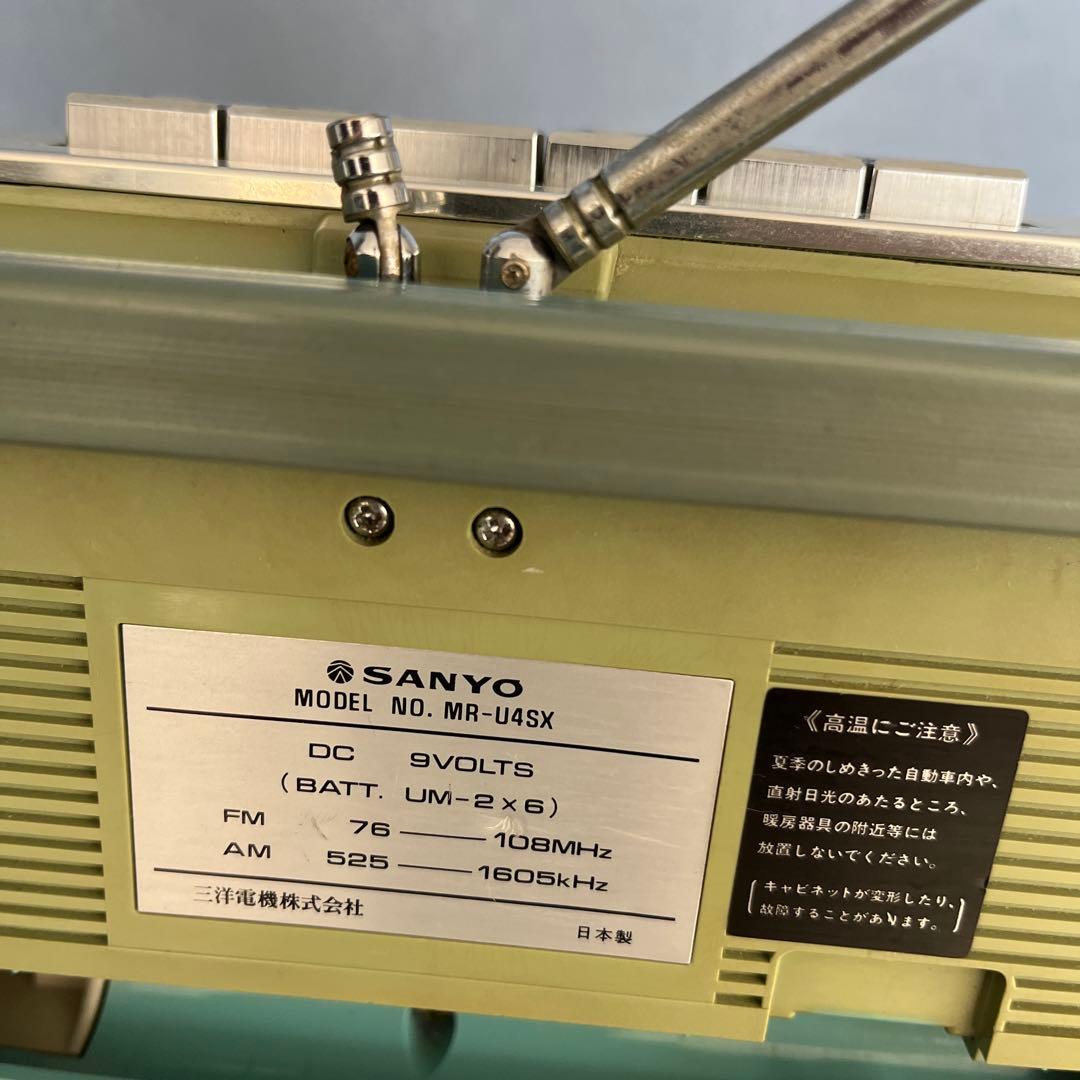 SANYO
MODEL NO. MR-U4SX
DC 9VOLTS
(BATT. UM-2×6)
FM 76 — 108MHz
AM 525 — 1605kHz
三洋電機株式会社
日本製
《高温にご注意》
夏季のしめきった自動車内や、
直射日光のあたるところ、
暖房器具の附近等には
放置しないでください。
(キャビネットが変形したり、
故障することがあります。)